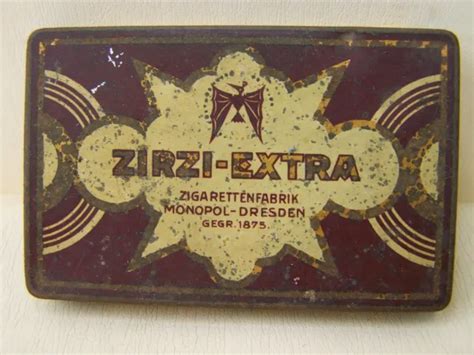 ZIRZI-EXTRA
ZIGARETTENFABRIK
MONOPOL-DRESDEN
GEGR. 1875.